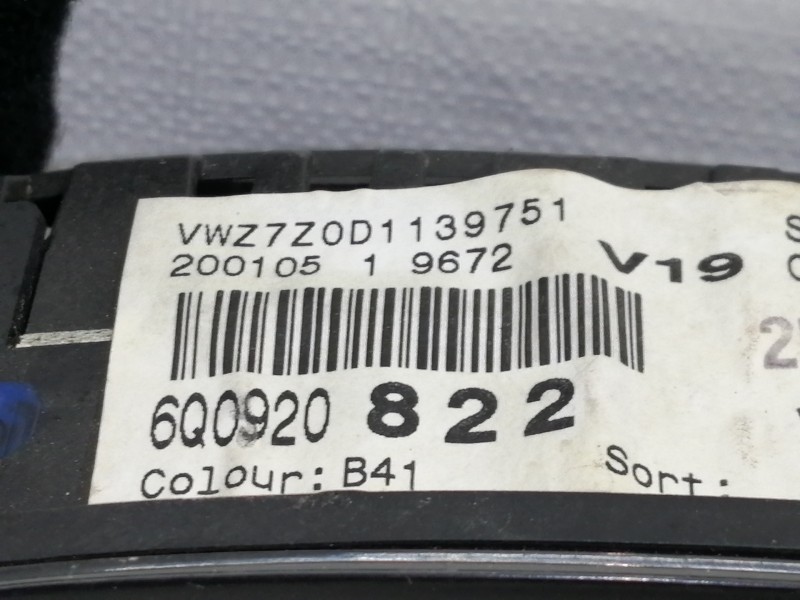 VWZ7Z0D1139751
200105 1 9672 V19
6Q0920 822
Colour: B41 Sort: